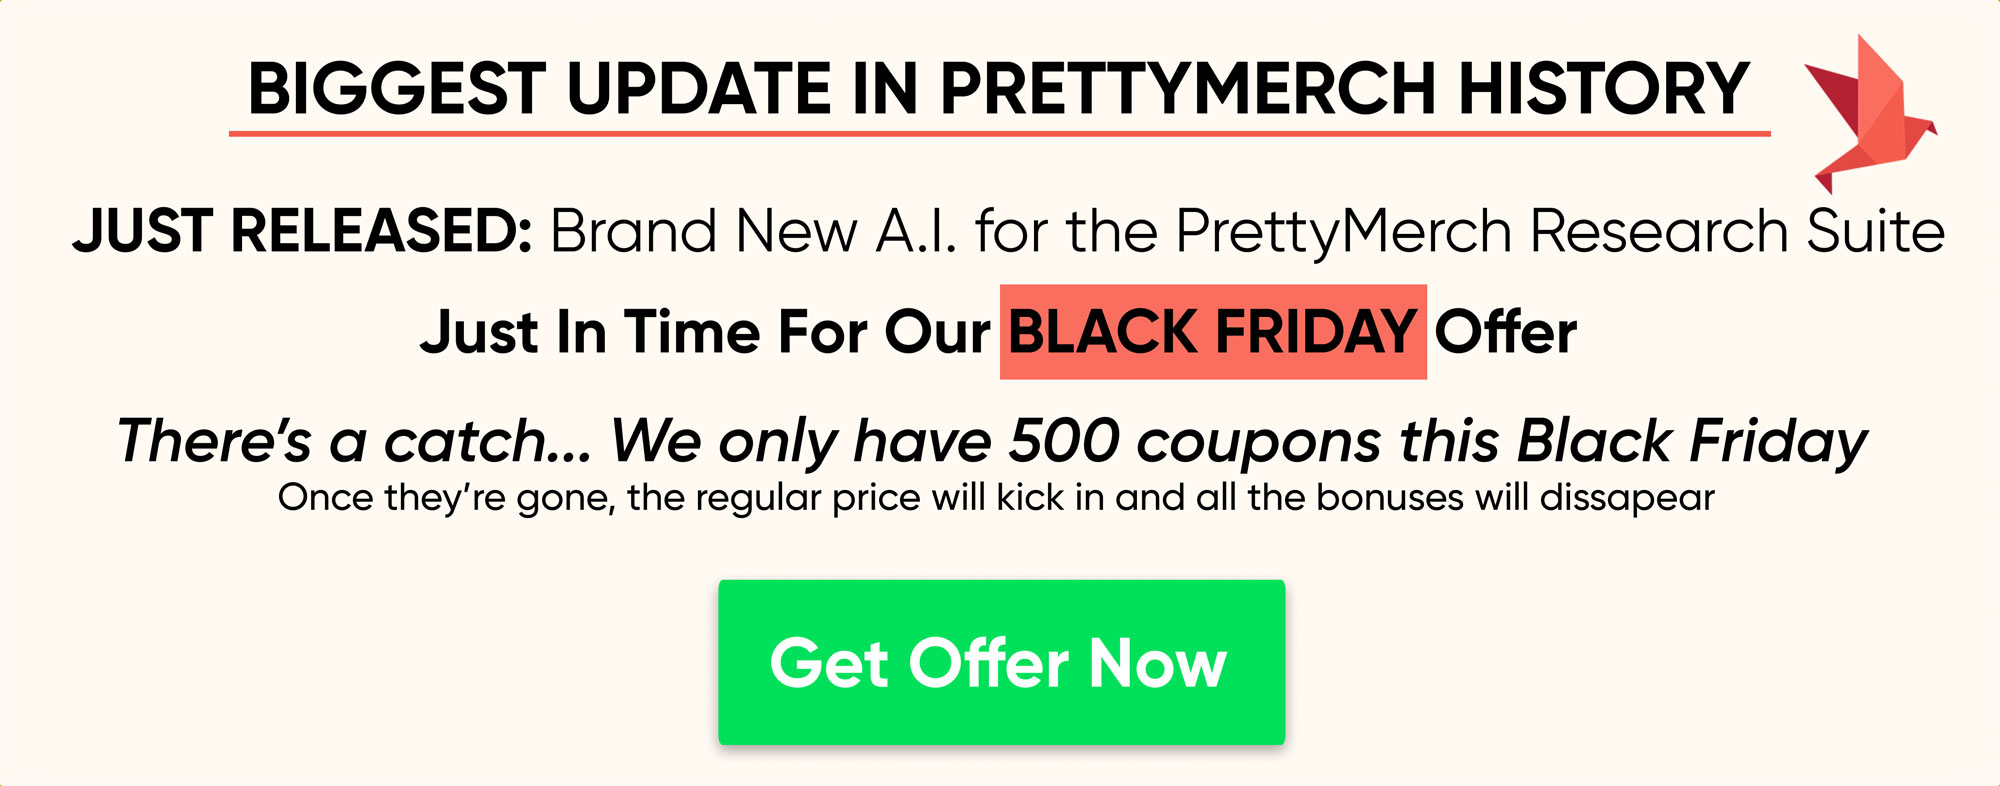 BIGGEST UPDATE IN PRETTYMERCH HISTORY
JUST RELEASED: Brand New A.I. for the PrettyMerch Research Suite
Just In Time For Our BLACK FRIDAY Offer
There’s a catch... We only have 500 coupons this Black Friday
Once they’re gone, the regular price will kick in and all the bonuses will dissapear
Get Offer Now